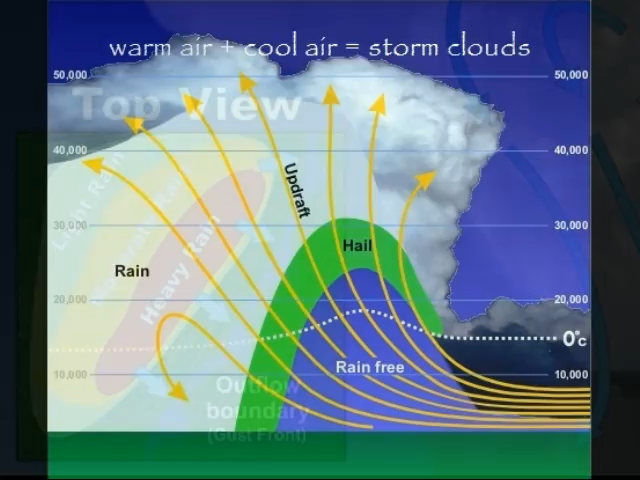 warm air + cool air = storm clouds
50,000 50,000
Top View
40,000 40,000
Light Rain
Updraft
30,000 30,000
Hail
Heavy Rain
Rain
20,000 20,000
0°c
Rain free
10,000 10,000
Outflow
boundary
(Gust Front)